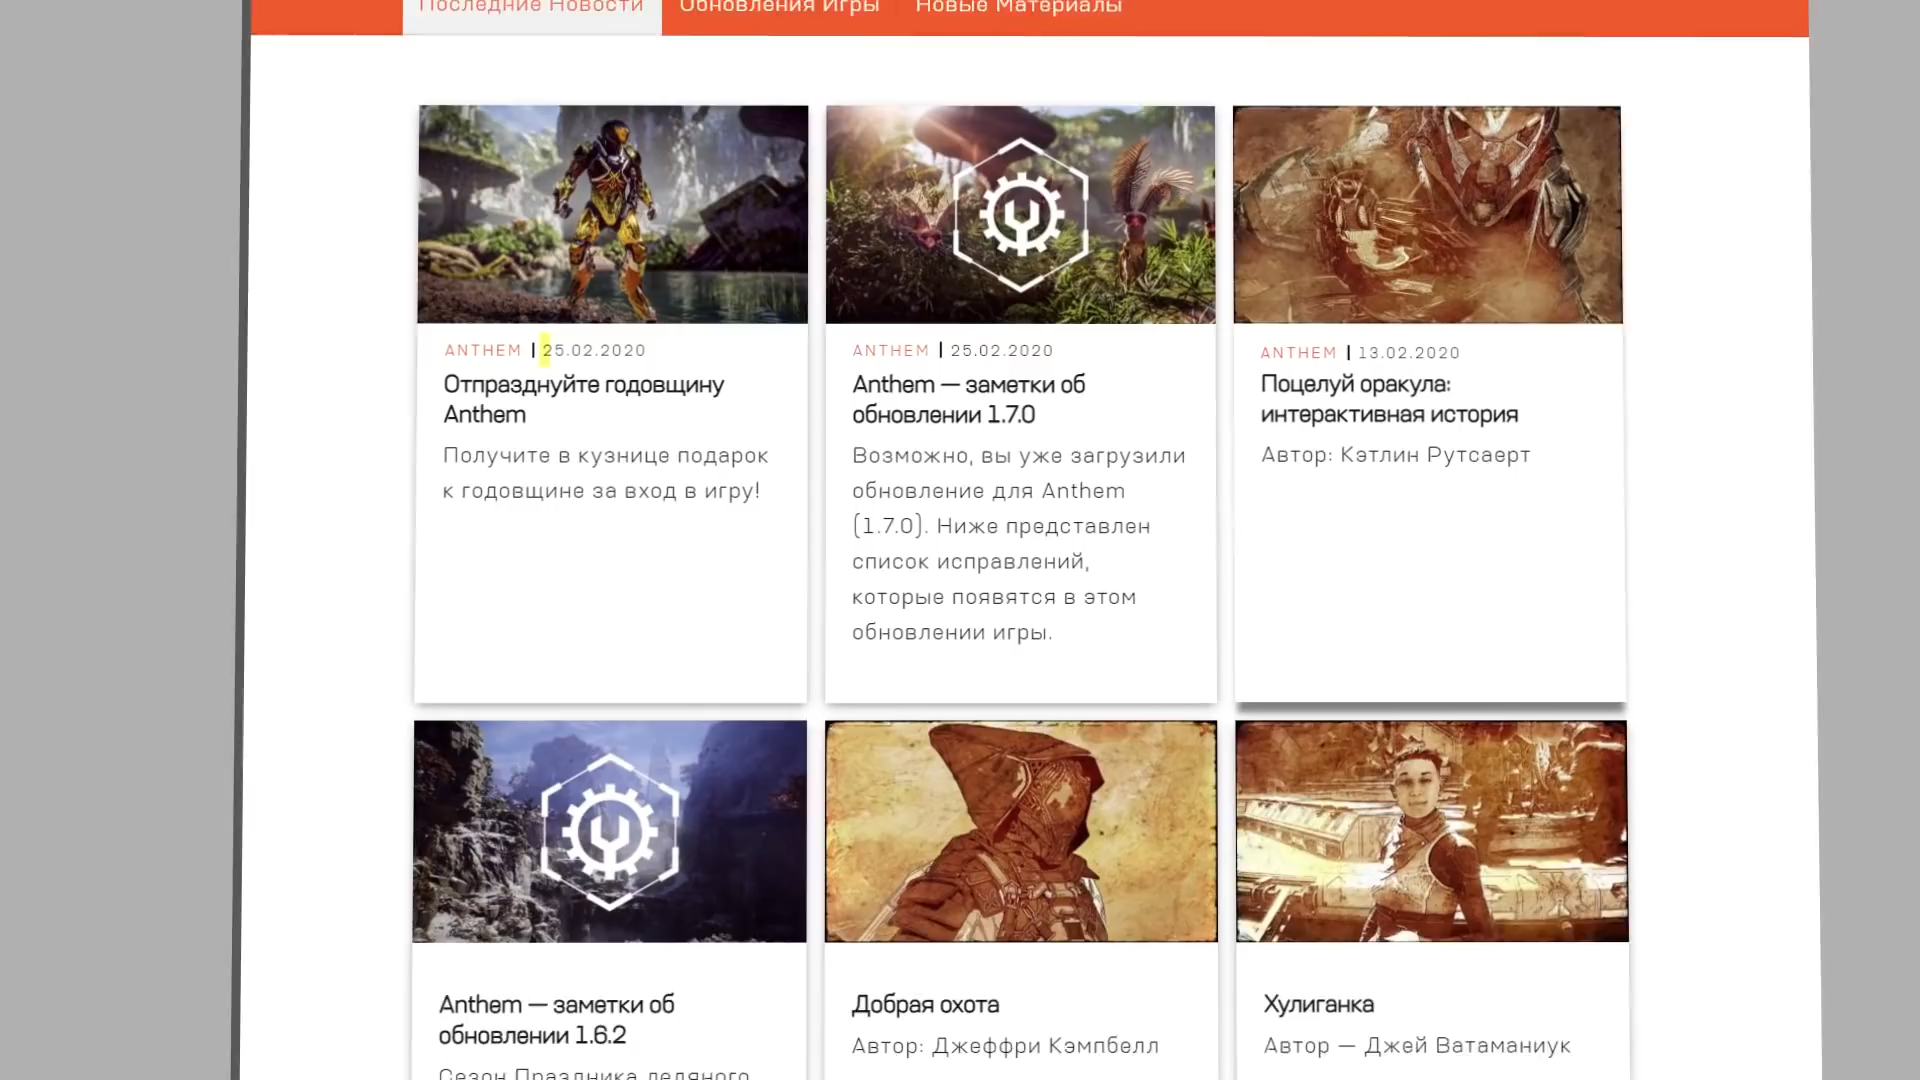 Последние Новости
Обновления Игры
Новые Материалы
ANTHEM | 25.02.2020
Отпразднуйте годовщину
Anthem
Получите в кузнице подарок
к годовщине за вход в игру!
ANTHEM | 25.02.2020
Anthem — заметки об
обновлении 1.7.0
Возможно, вы уже загрузили
обновление для Anthem
(1.7.0). Ниже представлен
список исправлений,
которые появятся в этом
обновлении игры.
ANTHEM | 13.02.2020
Поцелуй оракула:
интерактивная история
Автор: Кэтлин Рутсаерт
Anthem — заметки об
обновлении 1.6.2
Сезон Праздника ледяного
Добрая охота
Автор: Джеффри Кэмпбелл
Хулиганка
Автор — Джей Ватаманиук